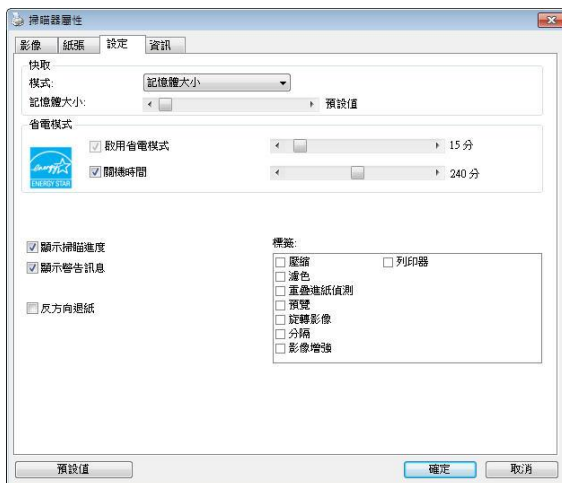 掃瞄器屬性
影像 紙張 設定 資訊
快取
模式: 記憶體大小
記憶體大小: 預設值
省電模式
啟用省電模式 15 分
關機時間 240 分
energy
ENERGY STAR
顯示掃瞄進度
顯示警告訊息
反方向退紙
標籤:
壓縮 列印器
濾色
重疊進紙偵測
預覽
旋轉影像
分隔
影像增強
預設值 確定 取消